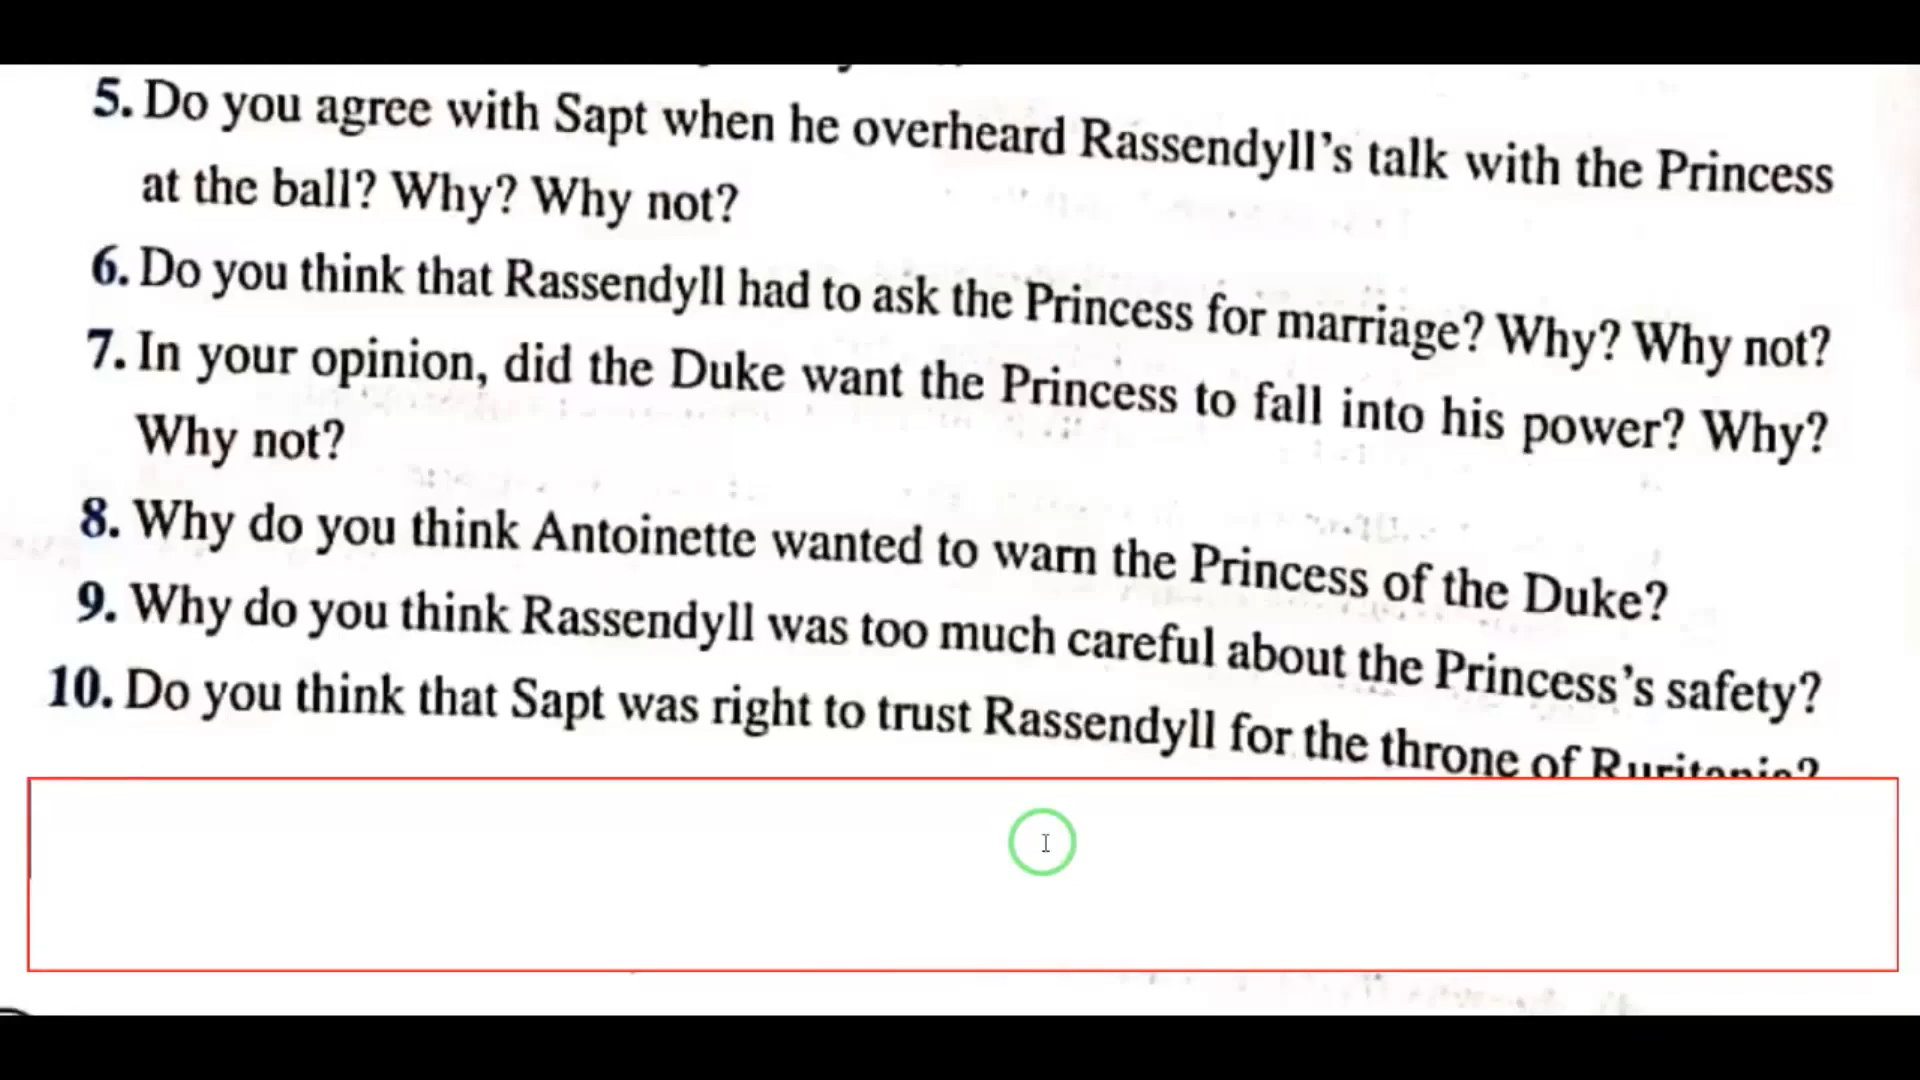 5. Do you agree with Sapt when he overheard Rassendyll's talk with the Princess
at the ball? Why? Why not?
6. Do you think that Rassendyll had to ask the Princess for marriage? Why? Why not?
7. In your opinion, did the Duke want the Princess to fall into his power? Why?
Why not?
8. Why do you think Antoinette wanted to warn the Princess of the Duke?
9. Why do you think Rassendyll was too much careful about the Princess's safety?
10. Do you think that Sapt was right to trust Rassendyll for the throne of Ruritania?